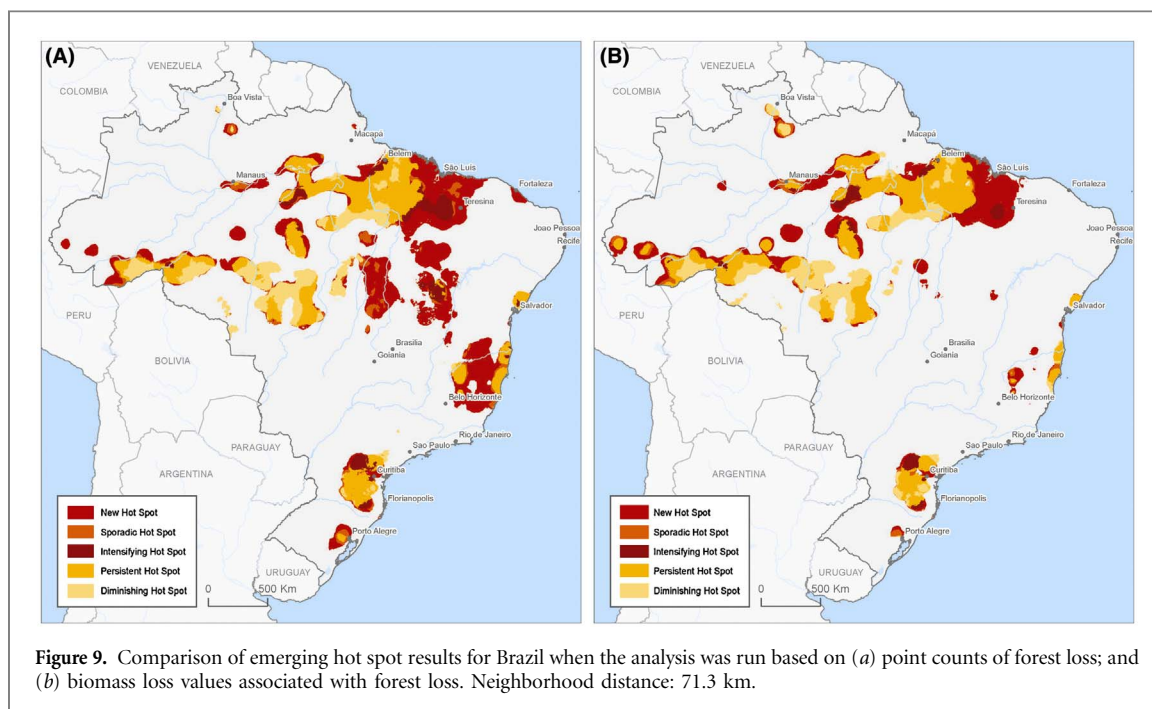 (A)
VENEZUELA
COLOMBIA
Boa Vista
Macapá
Belem
São Luis
Manaus
Fortaleza
Teresina
Joao Pessoa
Recife
PERU
Salvador
BOLIVIA
Brasilia
Goiania
Belo Horizonte
PARAGUAY
Sao Paulo
Rio de Janeiro
ARGENTINA
Curitiba
Florianopolis
Porto Alegre
URUGUAY
New Hot Spot
Sporadic Hot Spot
Intensifying Hot Spot
Persistent Hot Spot
Diminishing Hot Spot
0 500 Km
(B)
VENEZUELA
COLOMBIA
Boa Vista
Macapá
Belem
São Luis
Manaus
Fortaleza
Teresina
Joao Pessoa
Recife
PERU
Salvador
BOLIVIA
Brasilia
Goiania
Belo Horizonte
PARAGUAY
Sao Paulo
Rio de Janeiro
ARGENTINA
Curitiba
Florianopolis
Porto Alegre
URUGUAY
New Hot Spot
Sporadic Hot Spot
Intensifying Hot Spot
Persistent Hot Spot
Diminishing Hot Spot
0 500 Km
Figure 9. Comparison of emerging hot spot results for Brazil when the analysis was run based on (a) point counts of forest loss; and
(b) biomass loss values associated with forest loss. Neighborhood distance: 71.3 km.